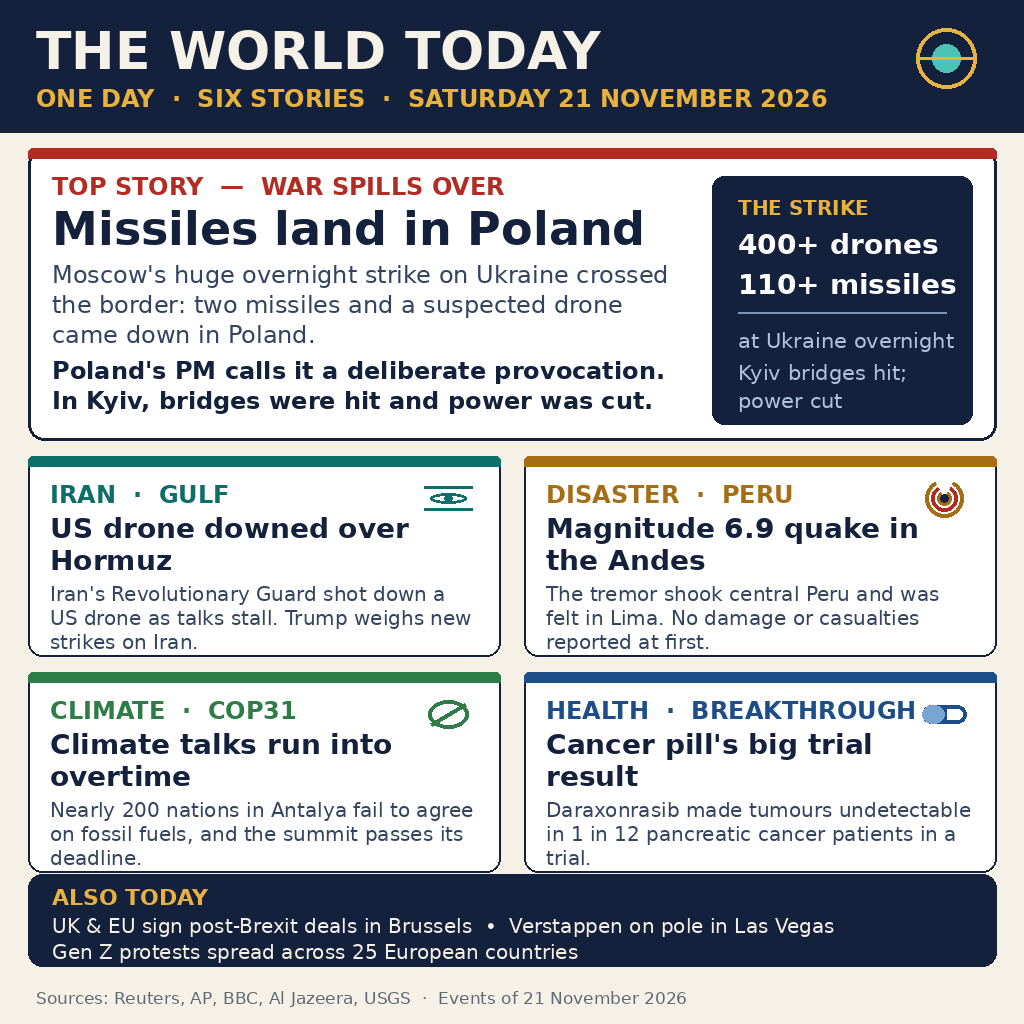 THE WORLD TODAY
ONE DAY · SIX STORIES · SATURDAY 21 NOVEMBER 2026
TOP STORY — WAR SPILLS OVER
Missiles land in Poland
Moscow's huge overnight strike on Ukraine crossed
the border: two missiles and a suspected drone
came down in Poland.
Poland's PM calls it a deliberate provocation.
In Kyiv, bridges were hit and power was cut.
THE STRIKE
400+ drones
110+ missiles
at Ukraine overnight
Kyiv bridges hit;
power cut
IRAN · GULF
US drone downed over
Hormuz
Iran's Revolutionary Guard shot down a
US drone as talks stall. Trump weighs new
strikes on Iran.
DISASTER · PERU
Magnitude 6.9 quake in
the Andes
The tremor shook central Peru and was
felt in Lima. No damage or casualties
reported at first.
CLIMATE · COP31
Climate talks run into
overtime
Nearly 200 nations in Antalya fail to agree
on fossil fuels, and the summit passes its
deadline.
HEALTH · BREAKTHROUGH
Cancer pill's big trial
result
Daraxonrasib made tumours undetectable
in 1 in 12 pancreatic cancer patients in a
trial.
ALSO TODAY
UK & EU sign post-Brexit deals in Brussels • Verstappen on pole in Las Vegas
Gen Z protests spread across 25 European countries
Sources: Reuters, AP, BBC, Al Jazeera, USGS · Events of 21 November 2026